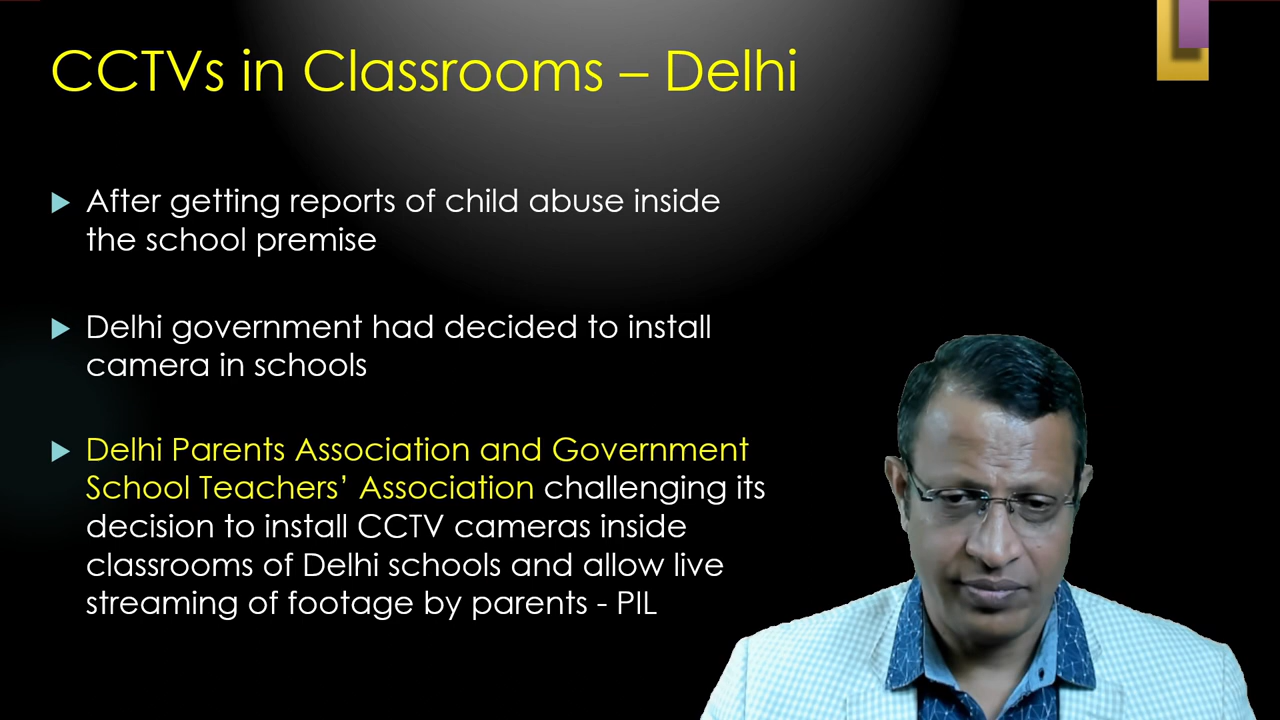 CCTVs in Classrooms – Delhi
After getting reports of child abuse inside
the school premise
Delhi government had decided to install
camera in schools
Delhi Parents Association and Government
School Teachers’ Association challenging its
decision to install CCTV cameras inside
classrooms of Delhi schools and allow live
streaming of footage by parents - PIL